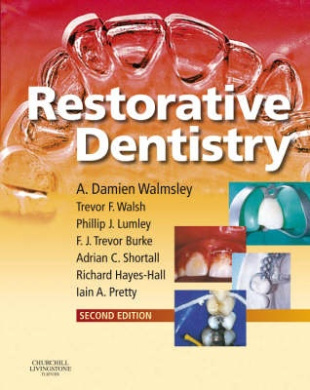 Restorative
Dentistry
A. Damien Walmsley
Trevor F. Walsh
Phillip J. Lumley
F. J. Trevor Burke
Adrian C. Shortall
Richard Hayes-Hall
Iain A. Pretty
SECOND EDITION
CHURCHILL
LIVINGSTONE
ELSEVIER